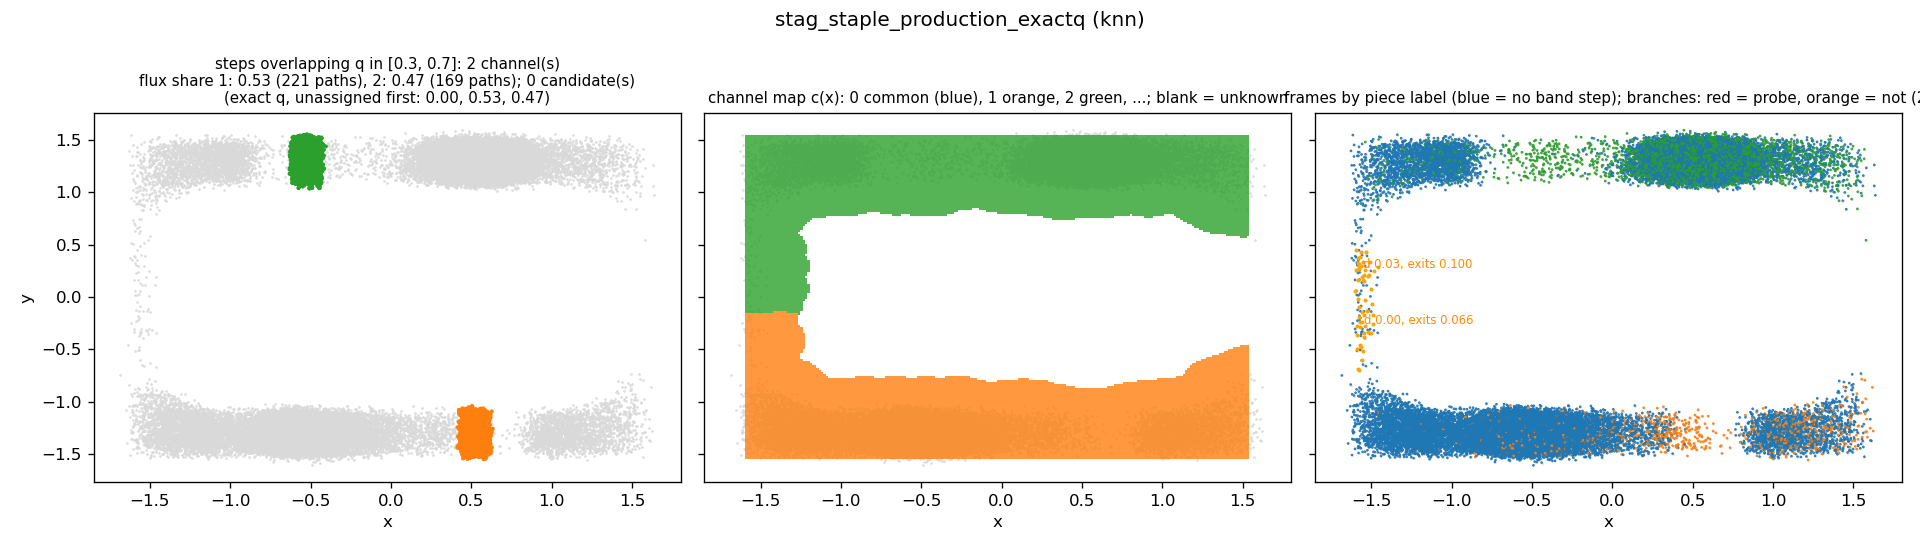 stag_staple_production_exactq (knn)
steps overlapping q in [0.3, 0.7]: 2 channel(s)
flux share 1: 0.53 (221 paths), 2: 0.47 (169 paths); 0 candidate(s)
(exact q, unassigned first: 0.00, 0.53, 0.47)
channel map c(x): 0 common (blue), 1 orange, 2 green, ...; blank = unknown
frames by piece label (blue = no band step); branches: red = probe, orange = not (2
1.5
1.0
0.5
0.0
−0.5
−1.0
−1.5
y
0.03, exits 0.100
0.00, exits 0.066
−1.5 −1.0 −0.5 0.0 0.5 1.0 1.5
−1.5 −1.0 −0.5 0.0 0.5 1.0 1.5
−1.5 −1.0 −0.5 0.0 0.5 1.0 1.5
x
x
x